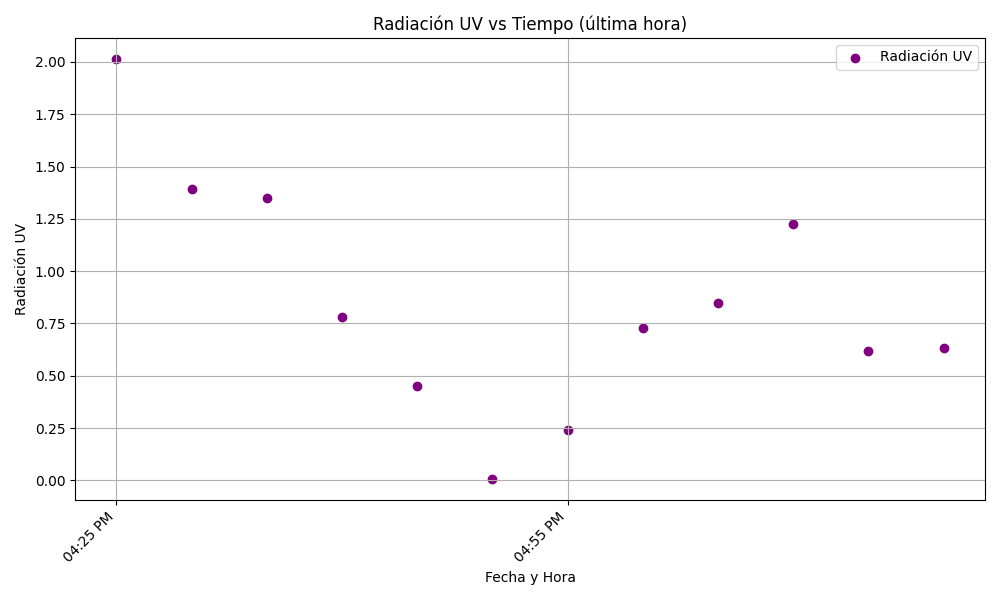 Radiación UV vs Tiempo (última hora)
Radiación UV
2.00
1.75
1.50
1.25
1.00
0.75
0.50
0.25
0.00
Radiación UV
04:25 PM
04:55 PM
Fecha y Hora